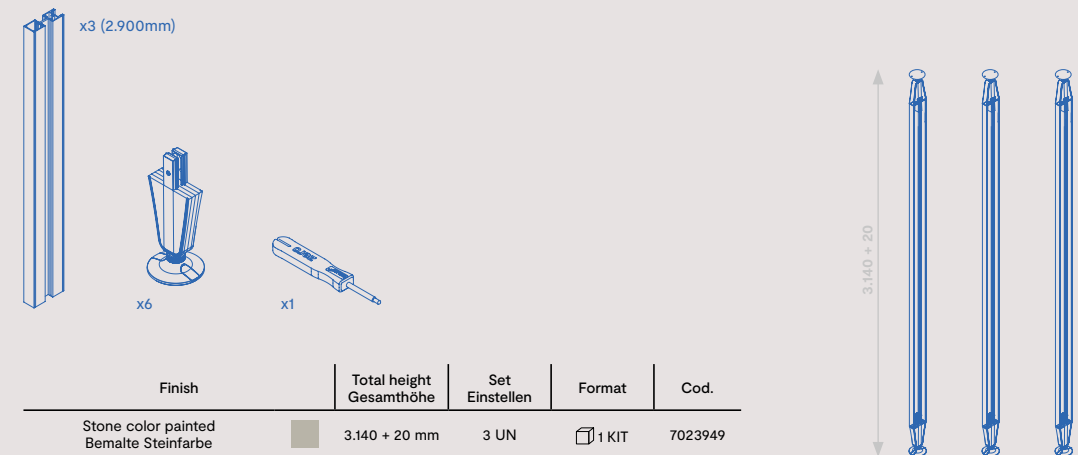 x3 (2.900mm)
x6
x1
3.140 + 20
Finish
Total height
Gesamthöhe
Set
Einstellen
Format
Cod.
Stone color painted
Bemalte Steinfarbe
3.140 + 20 mm
3 UN
1 KIT
7023949